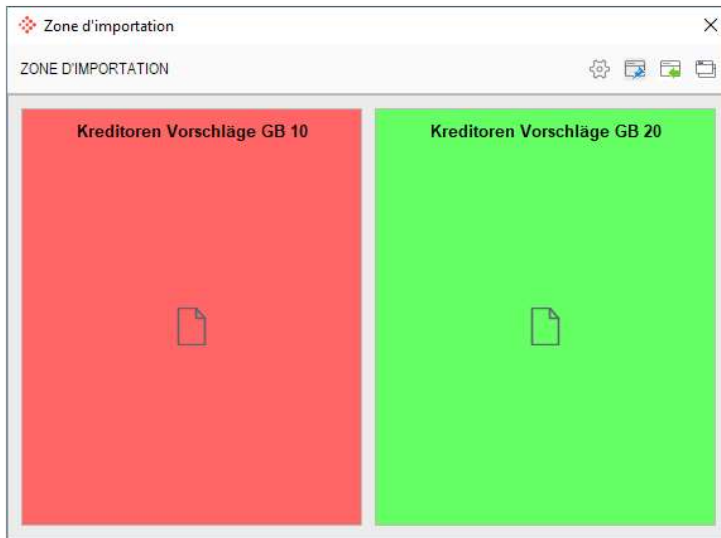 Zone d'importation
ZONE D'IMPORTATION
Kreditoren Vorschläge GB 10
Kreditoren Vorschläge GB 20